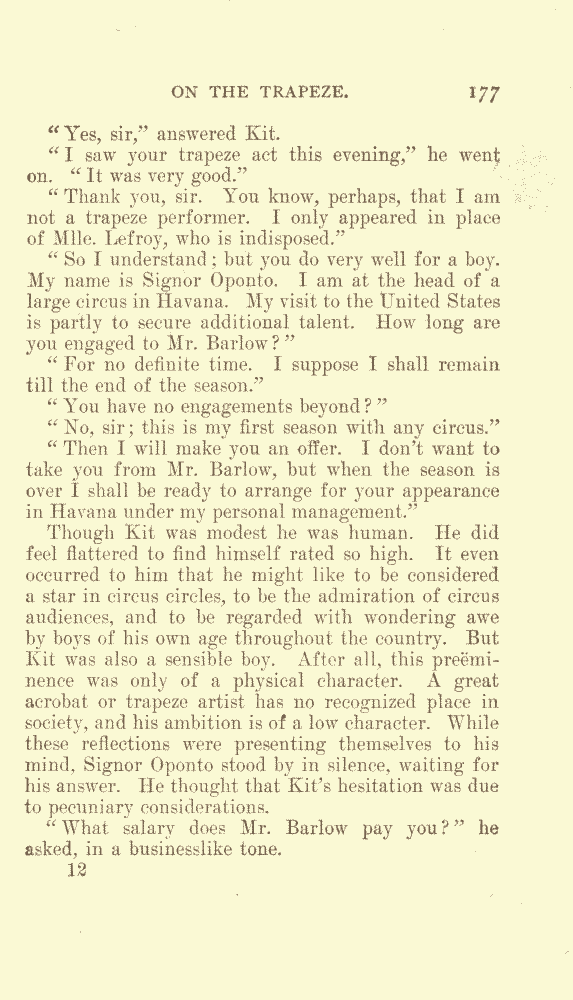 ON THE TRAPEZE. 177
“Yes, sir,” answered Kit.
“I saw your trapeze act this evening,” he went
on. “It was very good.”
“Thank you, sir. You know, perhaps, that I am
not a trapeze performer. I only appeared in place
of Mlle. Lefroy, who is indisposed.”
“So I understand; but you do very well for a boy.
My name is Signor Oponto. I am at the head of a
large circus in Havana. My visit to the United States
is partly to secure additional talent. How long are
you engaged to Mr. Barlow?”
“For no definite time. I suppose I shall remain
till the end of the season.”
“You have no engagements beyond?”
“No, sir; this is my first season with any circus.”
“Then I will make you an offer. I don’t want to
take you from Mr. Barlow, but when the season is
over I shall be ready to arrange for your appearance
in Havana under my personal management.”
Though Kit was modest he was human. He did
feel flattered to find himself rated so high. It even
occurred to him that he might like to be considered
a star in circus circles, to be the admiration of circus
audiences, and to be regarded with wondering awe
by boys of his own age throughout the country. But
Kit was also a sensible boy. After all, this preëmi-
nence was only of a physical character. A great
acrobat or trapeze artist has no recognized place in
society, and his ambition is of a low character. While
these reflections were presenting themselves to his
mind, Signor Oponto stood by in silence, waiting for
his answer. He thought that Kit’s hesitation was due
to pecuniary considerations.
“What salary does Mr. Barlow pay you?” he
asked, in a businesslike tone.
12